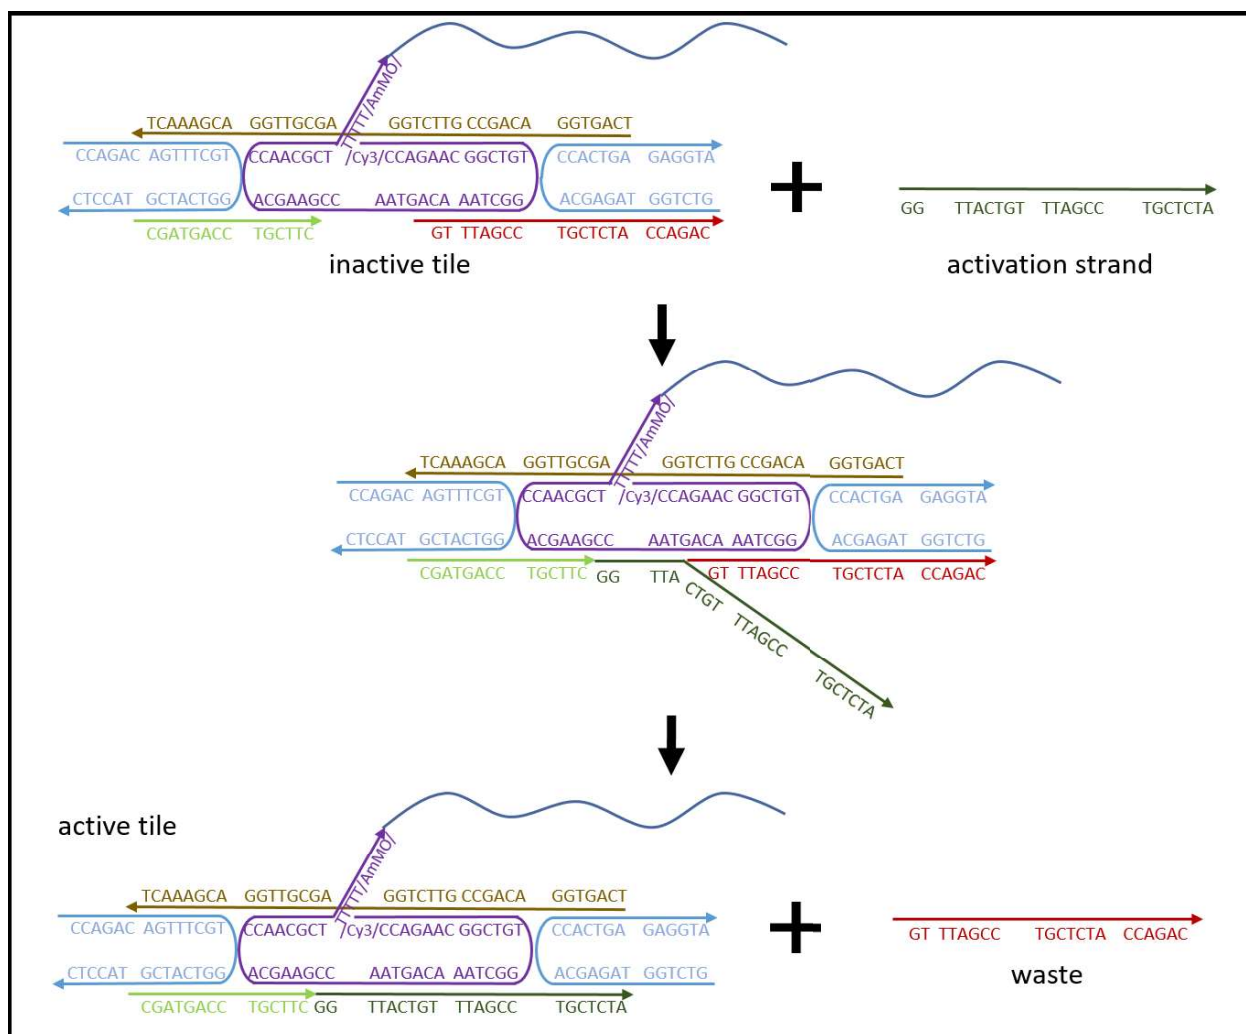 TTTTT/AmMO/
TCAAAGCA GGTTGCGA GGTCTTG CCGACA GGTGACT
CCAGAC AGTTTCGT CCAACGCT /Cy3/CCAGAAC GGCTGT CCACTGA GAGGTA
CTCCAT GCTACTGG ACGAAGCC AATGACA AATCGG ACGAGAT GGTCTG
CGATGACC TGCTTC GT TTAGCC TGCTCTA CCAGAC
inactive tile
GG TTACTGT TTAGCC TGCTCTA
activation strand
TTTTT/AmMO/
TCAAAGCA GGTTGCGA GGTCTTG CCGACA GGTGACT
CCAGAC AGTTTCGT CCAACGCT /Cy3/CCAGAAC GGCTGT CCACTGA GAGGTA
CTCCAT GCTACTGG ACGAAGCC AATGACA AATCGG ACGAGAT GGTCTG
CGATGACC TGCTTC GG TTA GT TTAGCC TGCTCTA CCAGAC
CTGT TTAGCC TGCTCTA
active tile
TTTTT/AmMO/
TCAAAGCA GGTTGCGA GGTCTTG CCGACA GGTGACT
CCAGAC AGTTTCGT CCAACGCT /Cy3/CCAGAAC GGCTGT CCACTGA GAGGTA
CTCCAT GCTACTGG ACGAAGCC AATGACA AATCGG ACGAGAT GGTCTG
CGATGACC TGCTTC GG TTACTGT TTAGCC TGCTCTA
GT TTAGCC TGCTCTA CCAGAC
waste